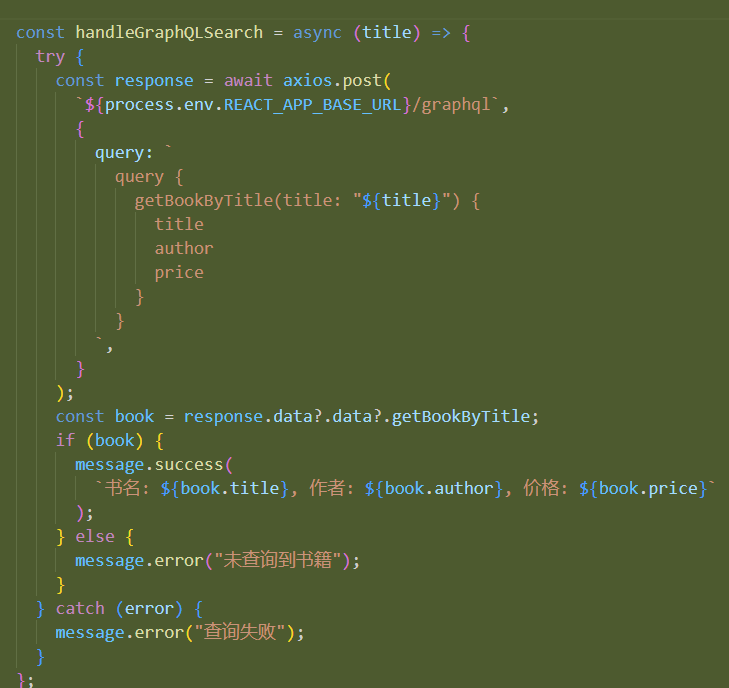 const handleGraphQLSearch = async (title) => {
  try {
    const response = await axios.post(
      `${process.env.REACT_APP_BASE_URL}/graphql`,
      {
        query: `
          query {
            getBookByTitle(title: "${title}") {
              title
              author
              price
            }
          }
        `,
      }
    );
    const book = response.data?.data?.getBookByTitle;
    if (book) {
      message.success(
        `书名: ${book.title}, 作者: ${book.author}, 价格: ${book.price}`
      );
    } else {
      message.error("未查询到书籍");
    }
  } catch (error) {
    message.error("查询失败");
  }
};